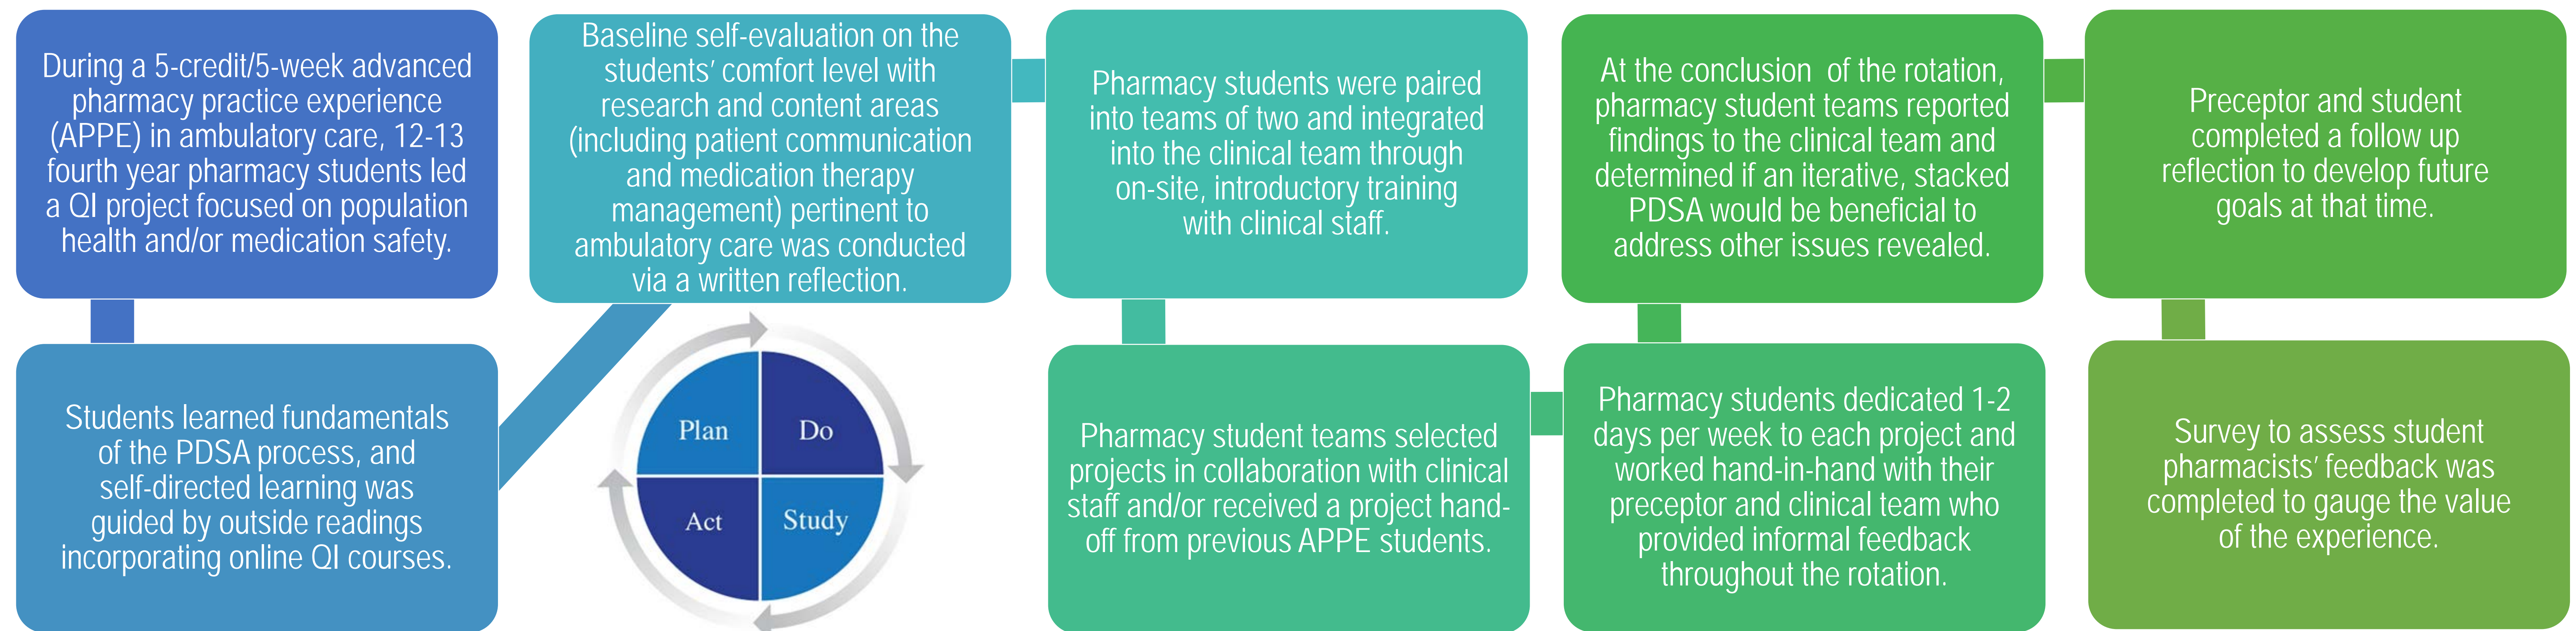 During a 5-credit/5-week advanced
pharmacy practice experience
(APPE) in ambulatory care, 12-13
fourth year pharmacy students led
a QI project focused on population
health and/or medication safety.
Students learned fundamentals
of the PDSA process, and
self-directed learning was
guided by outside readings
incorporating online QI courses.
Baseline self-evaluation on the
students’ comfort level with
research and content areas
(including patient communication
and medication therapy
management) pertinent to
ambulatory care was conducted
via a written reflection.
Plan
Do
Act
Study
Pharmacy students were paired
into teams of two and integrated
into the clinical team through
on-site, introductory training
with clinical staff.
Pharmacy student teams selected
projects in collaboration with clinical
staff and/or received a project hand-
off from previous APPE students.
Pharmacy students dedicated 1-2
days per week to each project and
worked hand-in-hand with their
preceptor and clinical team who
provided informal feedback
throughout the rotation.
At the conclusion of the rotation,
pharmacy student teams reported
findings to the clinical team and
determined if an iterative, stacked
PDSA would be beneficial to
address other issues revealed.
Preceptor and student
completed a follow up
reflection to develop future
goals at that time.
Survey to assess student
pharmacists’ feedback was
completed to gauge the value
of the experience.